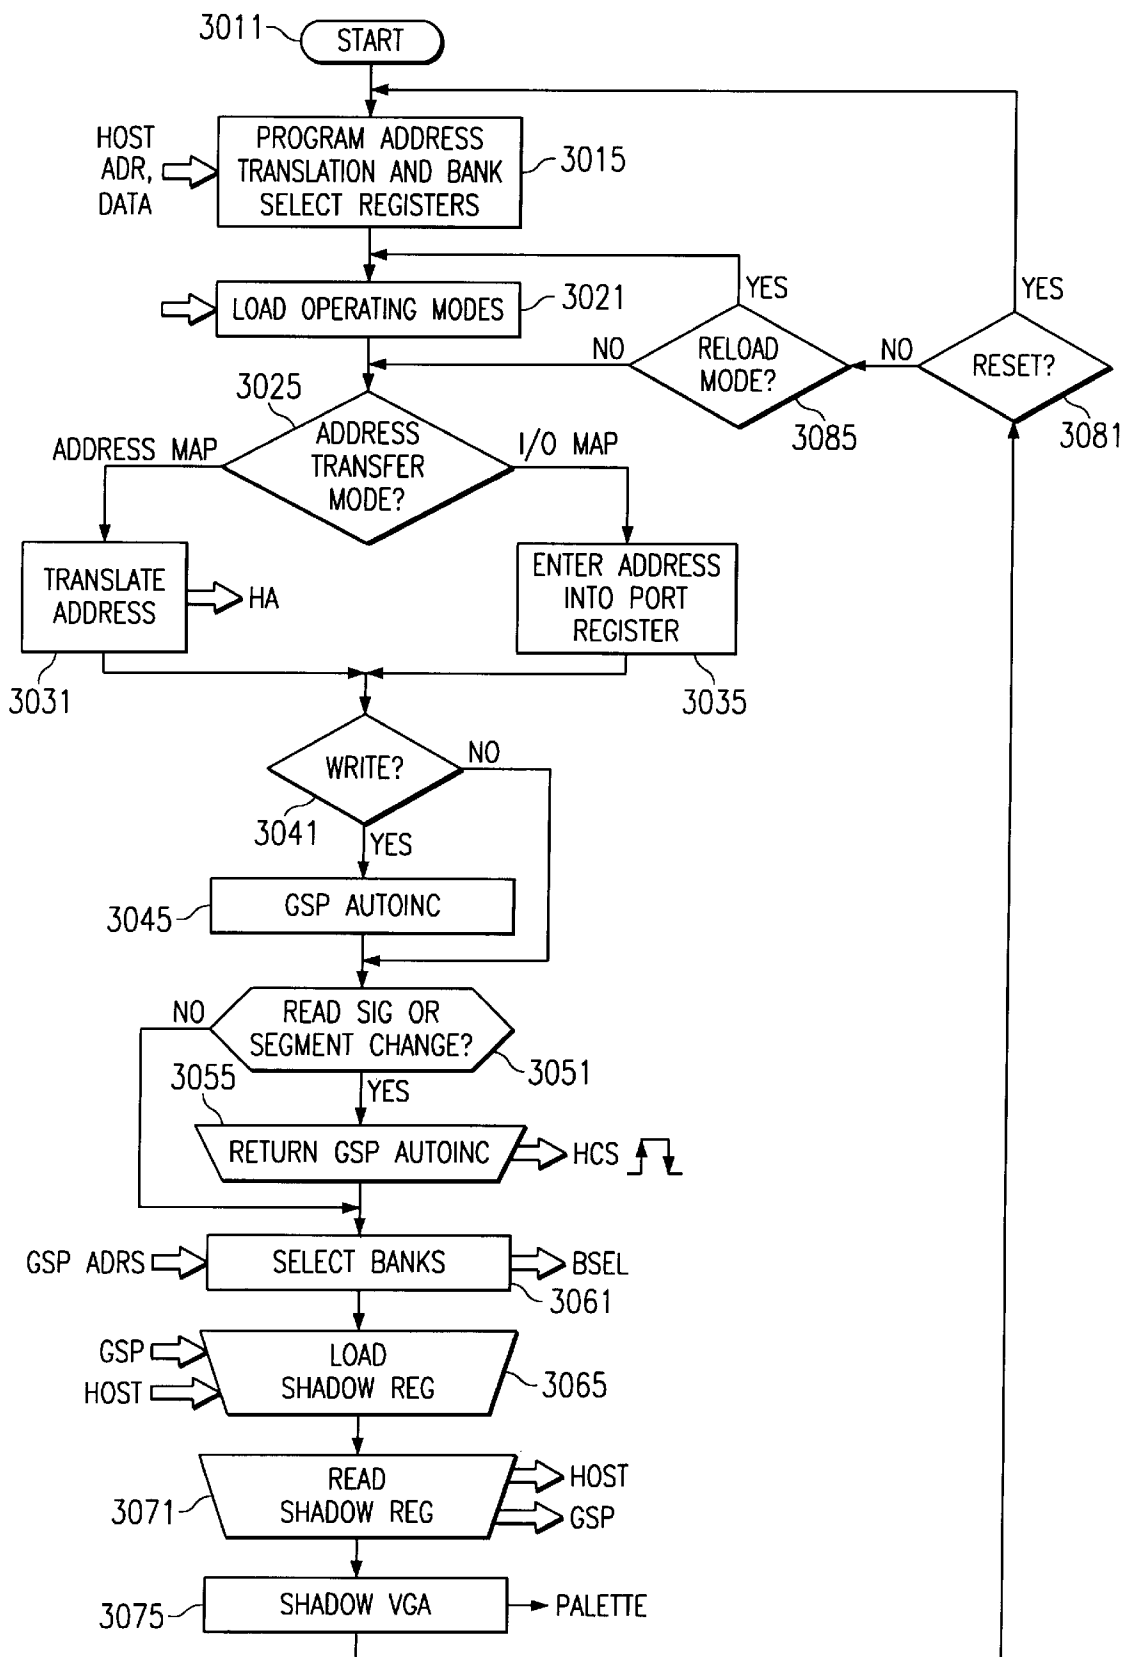 3011
START
HOST
ADR,
DATA
PROGRAM ADDRESS
TRANSLATION AND BANK
SELECT REGISTERS
3015
LOAD OPERATING MODES
3021
YES
YES
NO
RELOAD
MODE?
NO
RESET?
3085
3081
3025
ADDRESS MAP
ADDRESS
TRANSFER
MODE?
I/O MAP
TRANSLATE
ADDRESS
HA
ENTER ADDRESS
INTO PORT
REGISTER
3031
3035
WRITE?
NO
3041
YES
3045
GSP AUTOINC
NO
READ SIG OR
SEGMENT CHANGE?
3051
3055
YES
RETURN GSP AUTOINC
HCS
GSP ADRS
SELECT BANKS
BSEL
3061
GSP
HOST
LOAD
SHADOW REG
3065
READ
SHADOW REG
HOST
GSP
3071
3075
SHADOW VGA
PALETTE